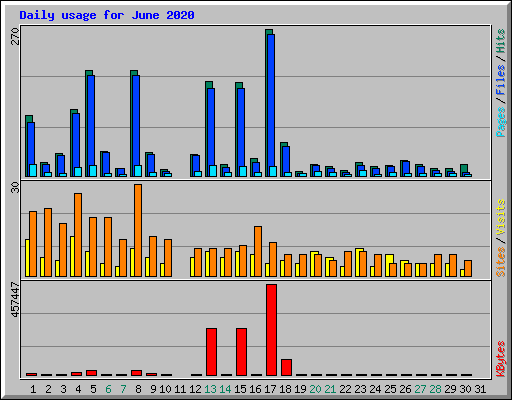 Daily usage for June 2020
270
Pages/Files/Hits
30
Sites/Visits
457447
KBytes
1 2 3 4 5 6 7 8 9 10 11 12 13 14 15 16 17 18 19 20 21 22 23 24 25 26 27 28 29 30 31